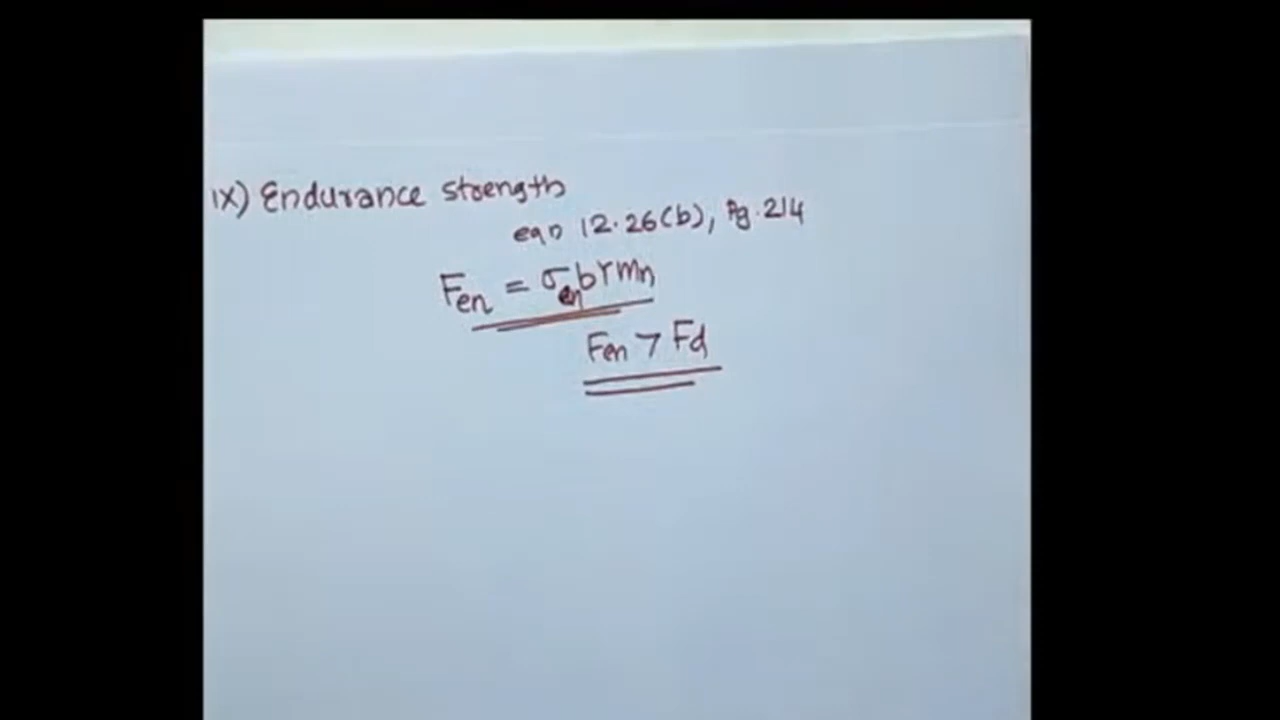 ix) Endurance strength
eqn 12.26(b), Pg.214
Fen = σen b Y mn
Fen > Fd